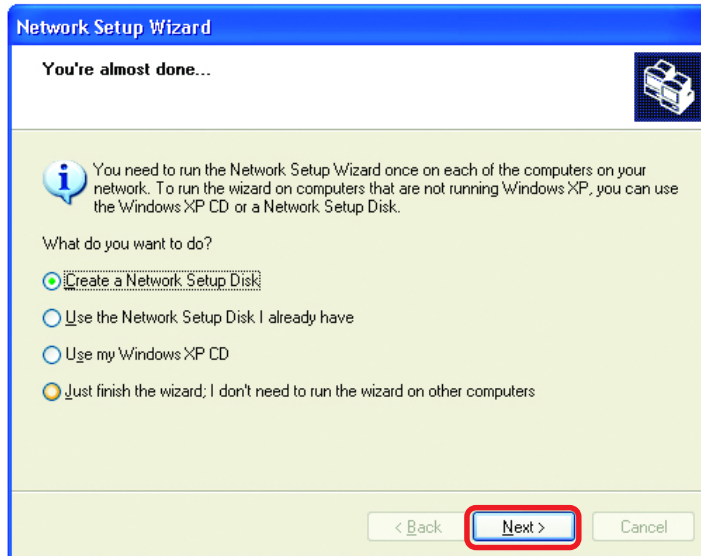 Network Setup Wizard
You're almost done...
You need to run the Network Setup Wizard once on each of the computers on your
network. To run the wizard on computers that are not running Windows XP, you can use
the Windows XP CD or a Network Setup Disk.
What do you want to do?
Create a Network Setup Disk
Use the Network Setup Disk I already have
Use my Windows XP CD
Just finish the wizard; I don't need to run the wizard on other computers
< Back Next > Cancel